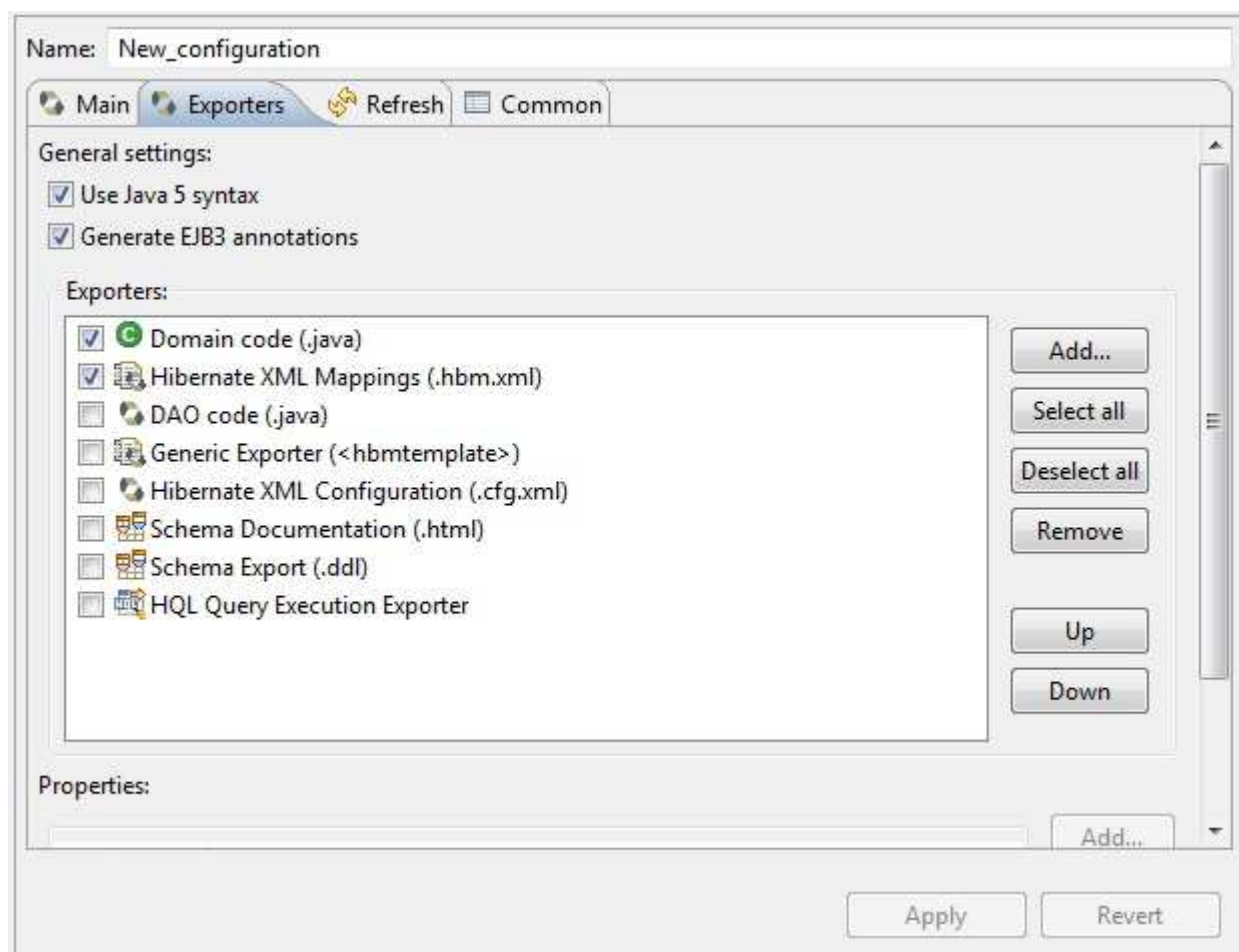 Name: New_configuration
Main Exporters Refresh Common
General settings:
Use Java 5 syntax
Generate EJB3 annotations
Exporters:
Domain code (.java)
Hibernate XML Mappings (.hbm.xml)
DAO code (.java)
Generic Exporter (<hbmtemplate>)
Hibernate XML Configuration (.cfg.xml)
Schema Documentation (.html)
Schema Export (.ddl)
HQL Query Execution Exporter
Add...
Select all
Deselect all
Remove
Up
Down
Properties:
Add...
Apply Revert